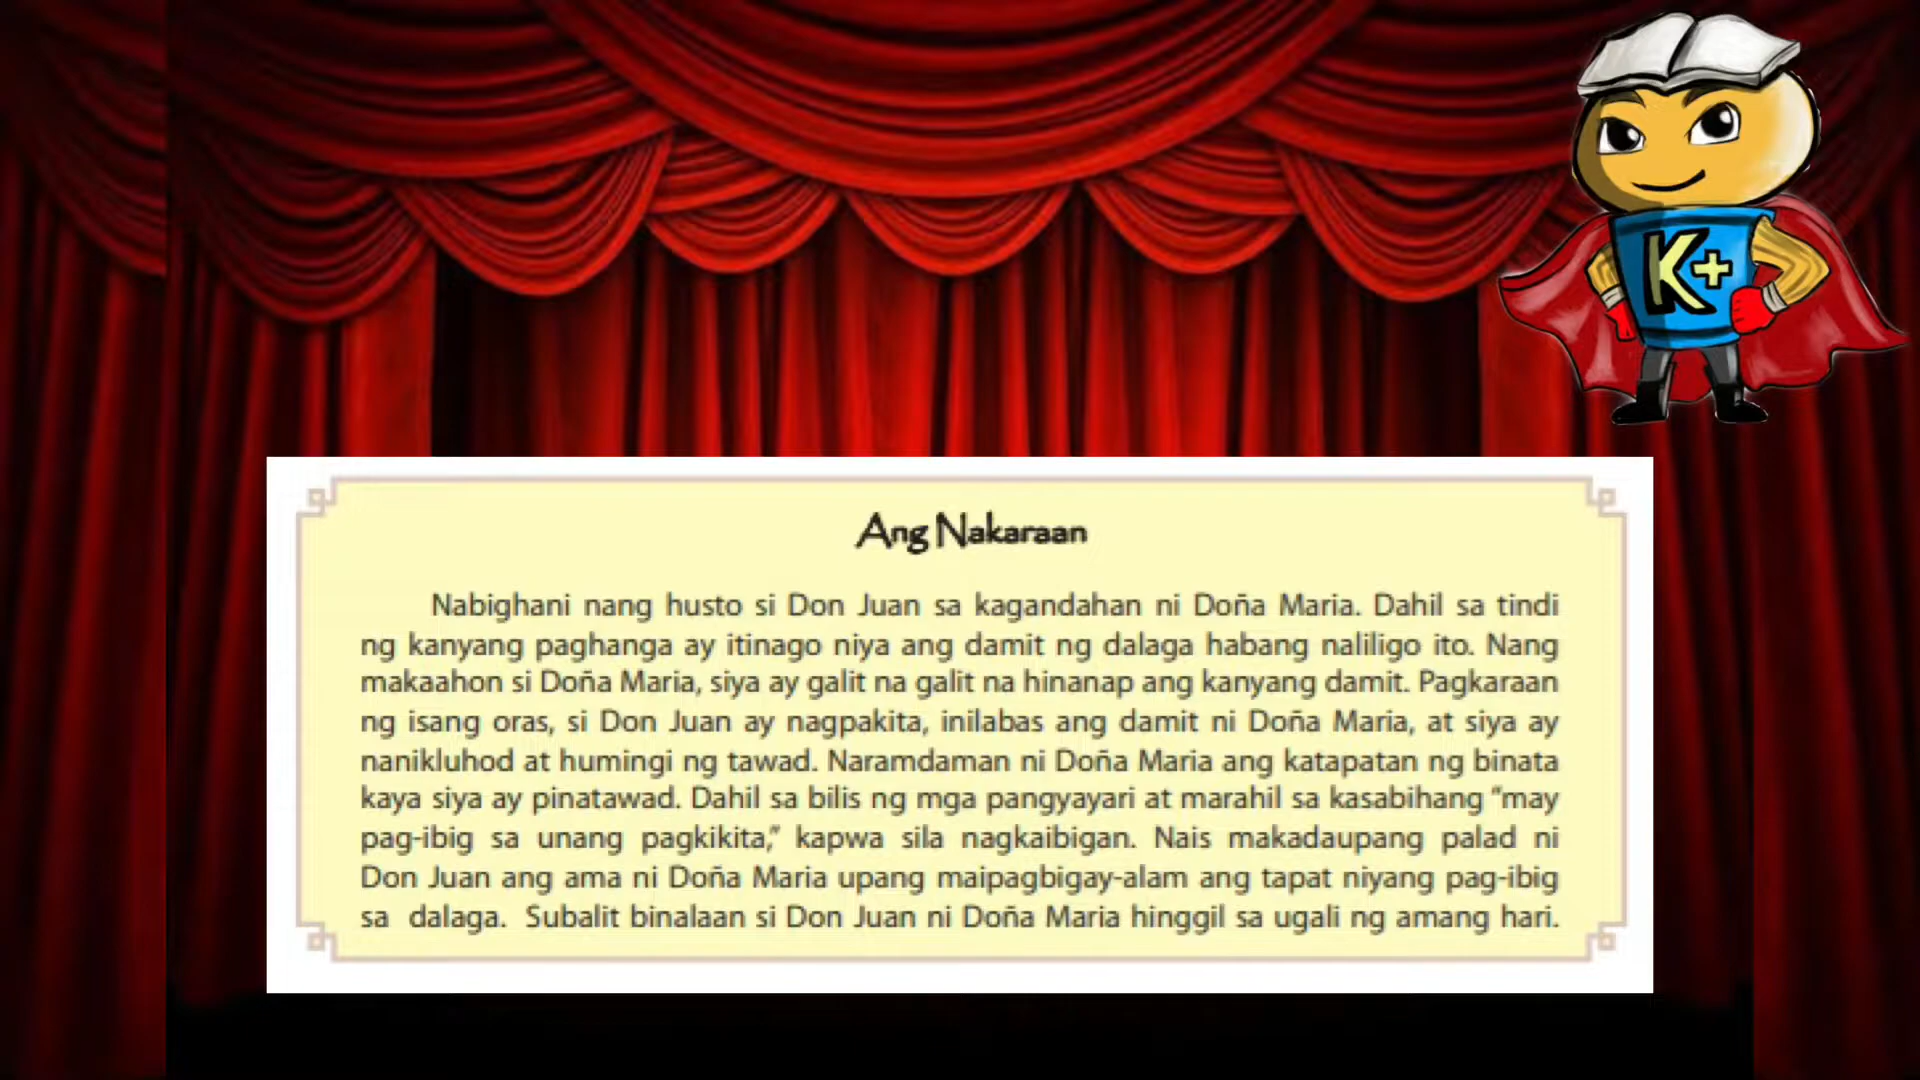 K+
Ang Nakaraan
Nabighani nang husto si Don Juan sa kagandahan ni Doña Maria. Dahil sa tindi
ng kanyang paghanga ay itinago niya ang damit ng dalaga habang naliligo ito. Nang
makaahon si Doña Maria, siya ay galit na galit na hinanap ang kanyang damit. Pagkaraan
ng isang oras, si Don Juan ay nagpakita, inilabas ang damit ni Doña Maria, at siya ay
nanikluhod at humingi ng tawad. Naramdaman ni Doña Maria ang katapatan ng binata
kaya siya ay pinatawad. Dahil sa bilis ng mga pangyayari at marahil sa kasabihang “may
pag-ibig sa unang pagkikita,” kapwa sila nagkaibigan. Nais makadaupang palad ni
Don Juan ang ama ni Doña Maria upang maipagbigay-alam ang tapat niyang pag-ibig
sa dalaga. Subalit binalaan si Don Juan ni Doña Maria hinggil sa ugali ng amang hari.